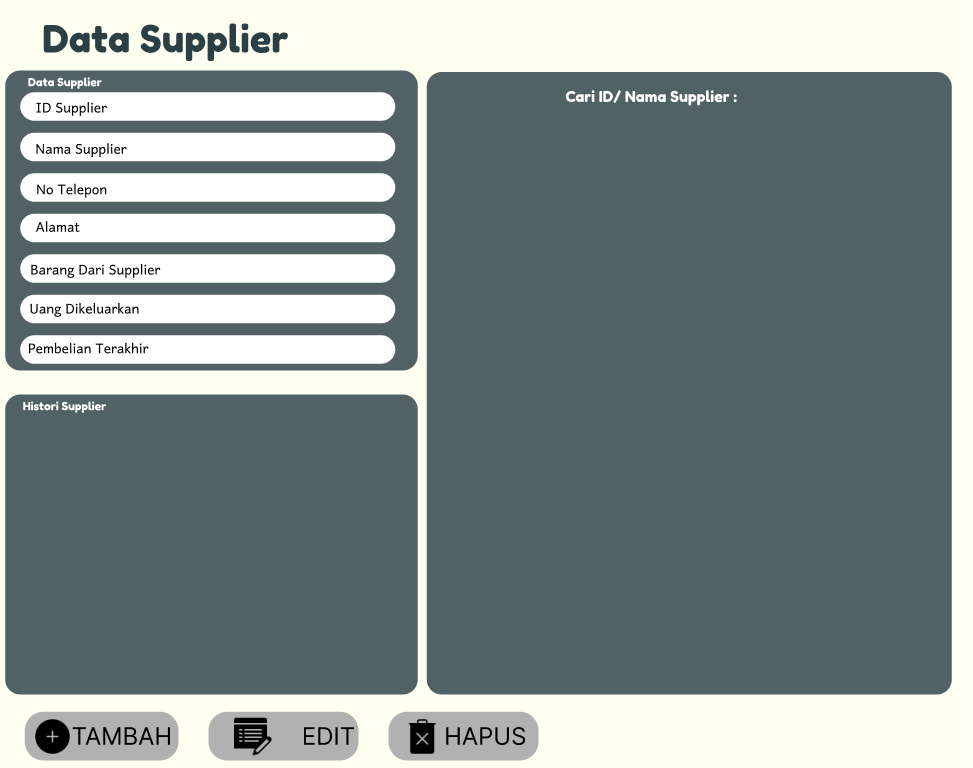 Data Supplier
Data Supplier
ID Supplier
Nama Supplier
No Telepon
Alamat
Barang Dari Supplier
Uang Dikeluarkan
Pembelian Terakhir
Histori Supplier
Cari ID/ Nama Supplier :
TAMBAH
EDIT
HAPUS